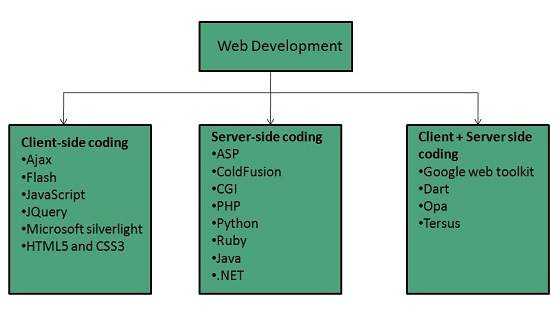 Web Development
Client-side coding
•Ajax
•Flash
•JavaScript
•JQuery
•Microsoft silverlight
•HTML5 and CSS3
Server-side coding
•ASP
•ColdFusion
•CGI
•PHP
•Python
•Ruby
•Java
•.NET
Client + Server side
coding
•Google web toolkit
•Dart
•Opa
•Tersus